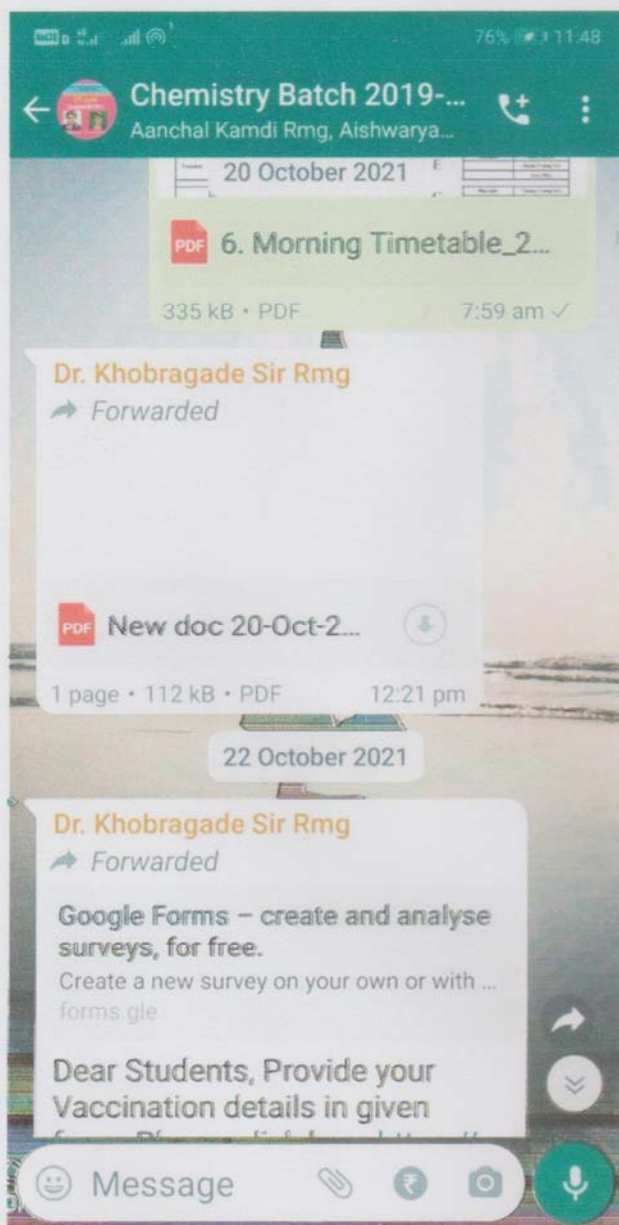 76% 11.48
Chemistry Batch 2019-...
Aanchal Kamdi Rmg, Aishwarya...
20 October 2021
PDF 6. Morning Timetable_2...
335 kB • PDF 7:59 am
Dr. Khobragade Sir Rmg
Forwarded
PDF New doc 20-Oct-2...
1 page • 112 kB • PDF 12:21 pm
22 October 2021
Dr. Khobragade Sir Rmg
Forwarded
Google Forms – create and analyse
surveys, for free.
Create a new survey on your own or with ...
forms.gle
Dear Students, Provide your
Vaccination details in given
Message